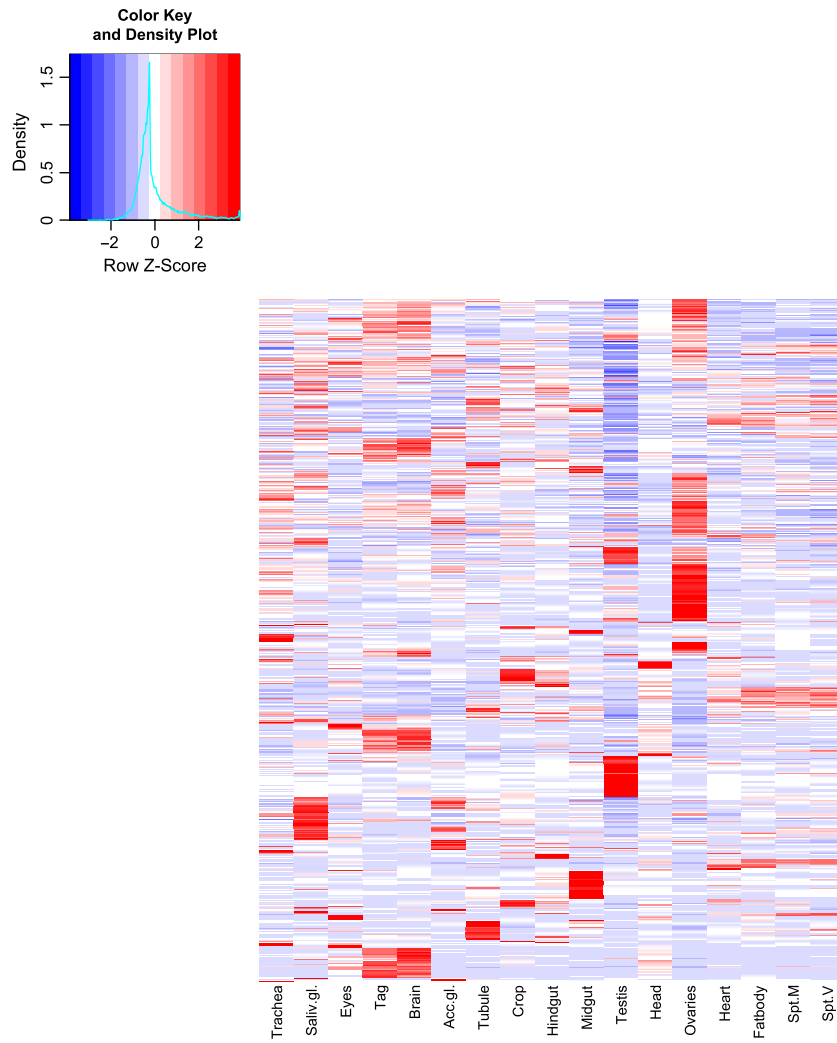 Color Key
and Density Plot
Density
0
0.5
1
1.5
−2
0
2
Row Z-Score
Trachea
Saliv.gl.
Eyes
Tag
Brain
Acc.gl.
Tubule
Crop
Hindgut
Midgut
Testis
Head
Ovaries
Heart
Fatbody
Spt.M
Spt.V